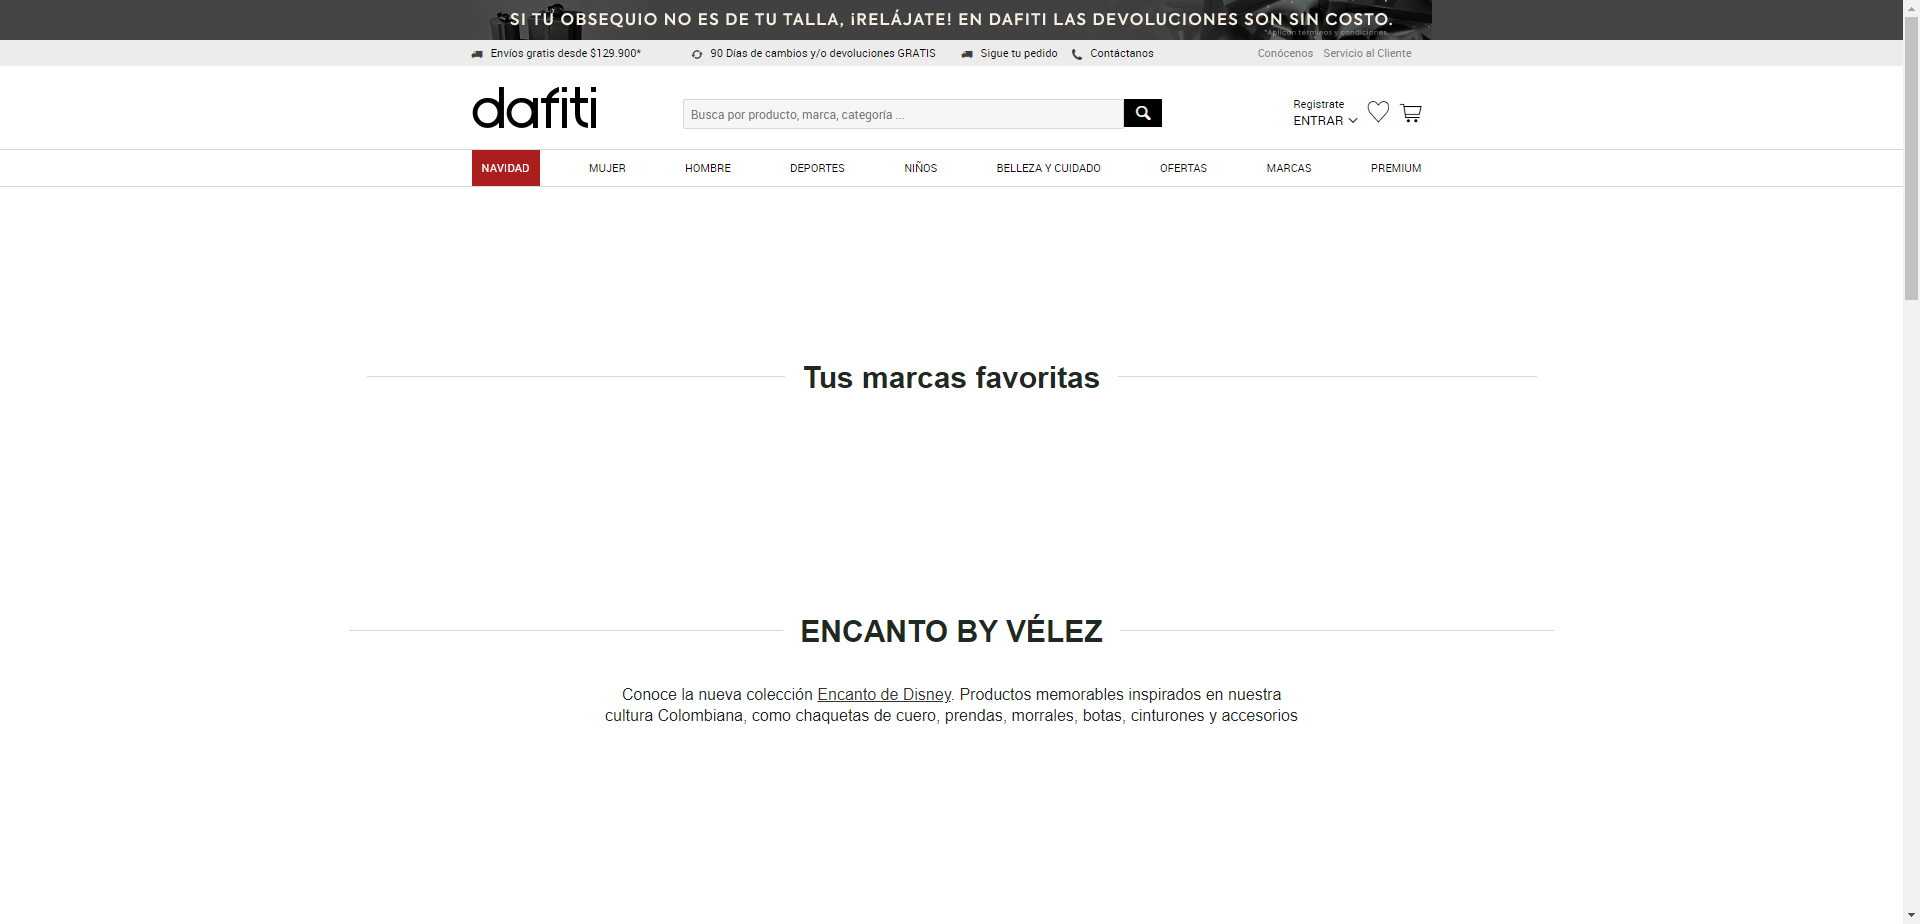 SI TU OBSEQUIO NO ES DE TU TALLA, ¡RELÁJATE! EN DAFITI LAS DEVOLUCIONES SON SIN COSTO.
*Aplican términos y condiciones.
Envíos gratis desde $129.900*
90 Días de cambios y/o devoluciones GRATIS
Sigue tu pedido
Contáctanos
Conócenos
Servicio al Cliente
dafiti
Busca por producto, marca, categoría ...
Registrate
ENTRAR
NAVIDAD
MUJER
HOMBRE
DEPORTES
NIÑOS
BELLEZA Y CUIDADO
OFERTAS
MARCAS
PREMIUM
Tus marcas favoritas
ENCANTO BY VÉLEZ
Conoce la nueva colección Encanto de Disney. Productos memorables inspirados en nuestra
cultura Colombiana, como chaquetas de cuero, prendas, morrales, botas, cinturones y accesorios